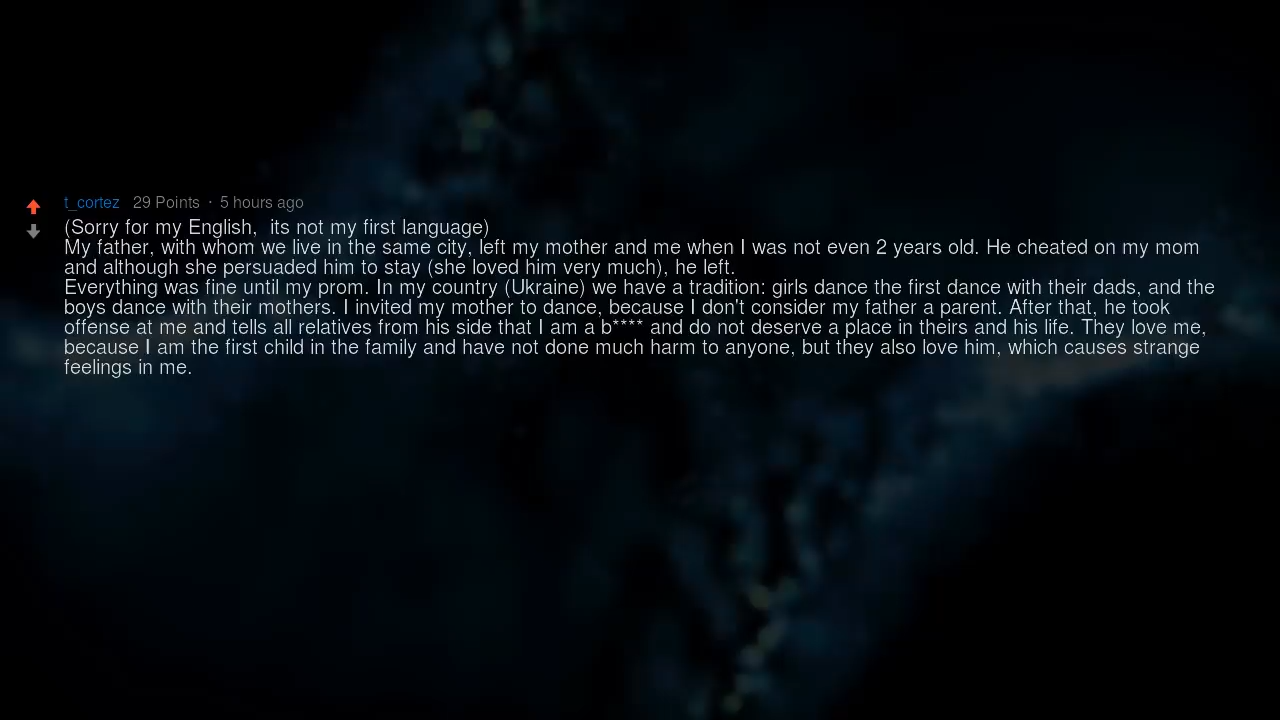 t_cortez 29 Points · 5 hours ago
(Sorry for my English,  its not my first language)
My father, with whom we live in the same city, left my mother and me when I was not even 2 years old. He cheated on my mom
and although she persuaded him to stay (she loved him very much), he left.
Everything was fine until my prom. In my country (Ukraine) we have a tradition: girls dance the first dance with their dads, and the
boys dance with their mothers. I invited my mother to dance, because I don't consider my father a parent. After that, he took
offense at me and tells all relatives from his side that I am a b**** and do not deserve a place in theirs and his life. They love me,
because I am the first child in the family and have not done much harm to anyone, but they also love him, which causes strange
feelings in me.